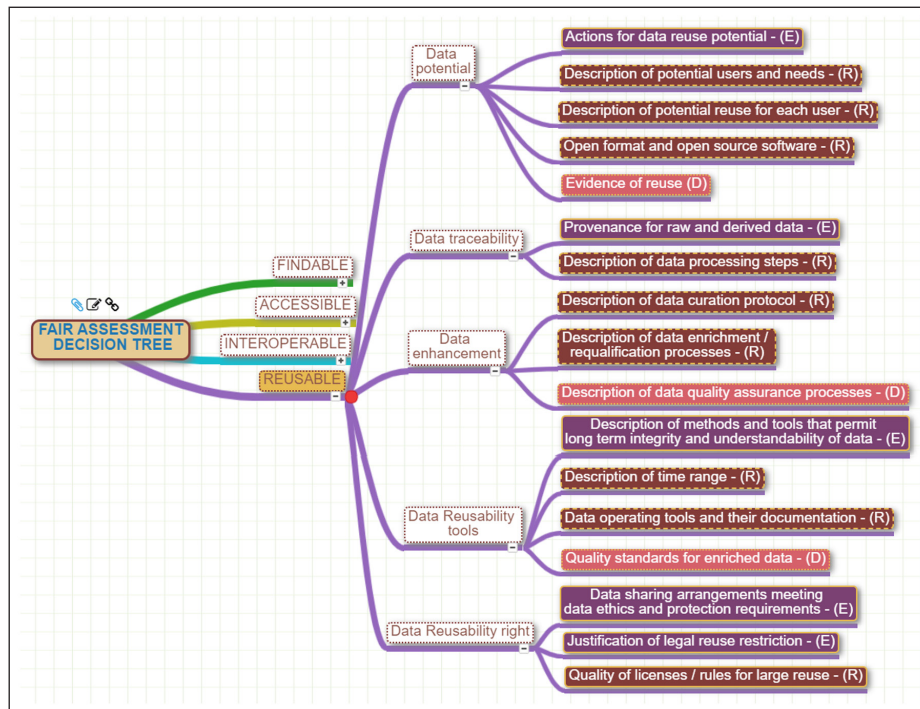 FAIR ASSESSMENT
DECISION TREE
FINDABLE
ACCESSIBLE
INTEROPERABLE
REUSABLE
Data
potential
Actions for data reuse potential - (E)
Description of potential users and needs - (R)
Description of potential reuse for each user - (R)
Open format and open source software - (R)
Evidence of reuse (D)
Data traceability
Provenance for raw and derived data - (E)
Description of data processing steps - (R)
Data
enhancement
Description of data curation protocol - (R)
Description of data enrichment /
requalification processes - (R)
Description of data quality assurance processes - (D)
Data Reusability
tools
Description of methods and tools that permit
long term integrity and understandability of data - (E)
Description of time range - (R)
Data operating tools and their documentation - (R)
Quality standards for enriched data - (D)
Data Reusability right
Data sharing arrangements meeting
data ethics and protection requirements - (E)
Justification of legal reuse restriction - (E)
Quality of licenses / rules for large reuse - (R)